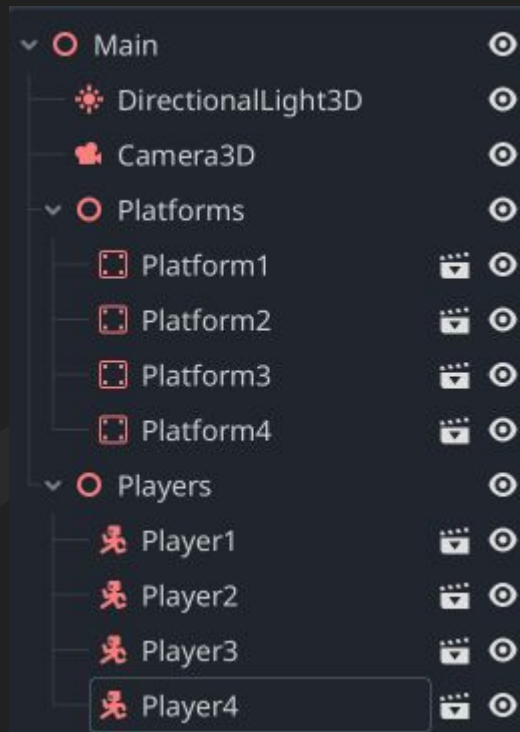 Main
DirectionalLight3D
Camera3D
Platforms
Platform1
Platform2
Platform3
Platform4
Players
Player1
Player2
Player3
Player4